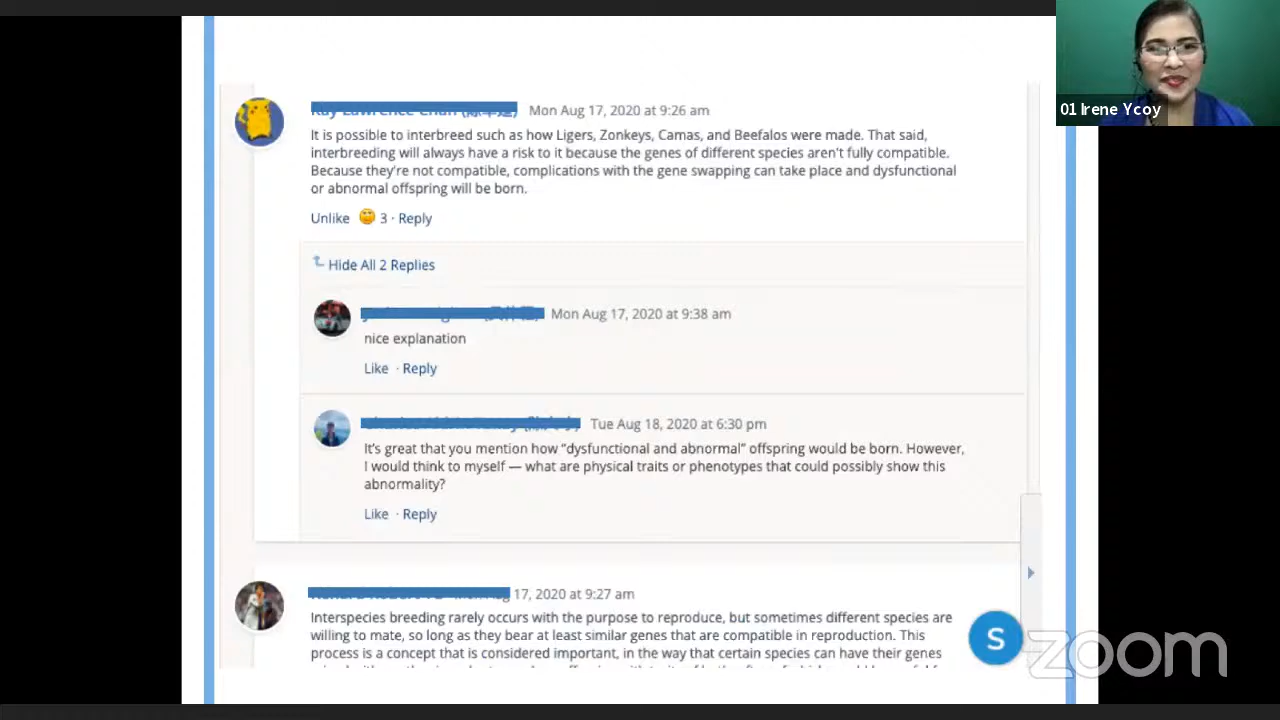 01 Irene Ycoy
Mon Aug 17, 2020 at 9:26 am
It is possible to interbreed such as how Ligers, Zonkeys, Camas, and Beefalos were made. That said,
interbreeding will always have a risk to it because the genes of different species aren't fully compatible.
Because they're not compatible, complications with the gene swapping can take place and dysfunctional
or abnormal offspring will be born.
Unlike 3 · Reply
Hide All 2 Replies
Mon Aug 17, 2020 at 9:38 am
nice explanation
Like · Reply
Tue Aug 18, 2020 at 6:30 pm
It's great that you mention how “dysfunctional and abnormal” offspring would be born. However,
I would think to myself — what are physical traits or phenotypes that could possibly show this
abnormality?
Like · Reply
17, 2020 at 9:27 am
Interspecies breeding rarely occurs with the purpose to reproduce, but sometimes different species are
willing to mate, so long as they bear at least similar genes that are compatible in reproduction. This
process is a concept that is considered important, in the way that certain species can have their genes
S
zoom